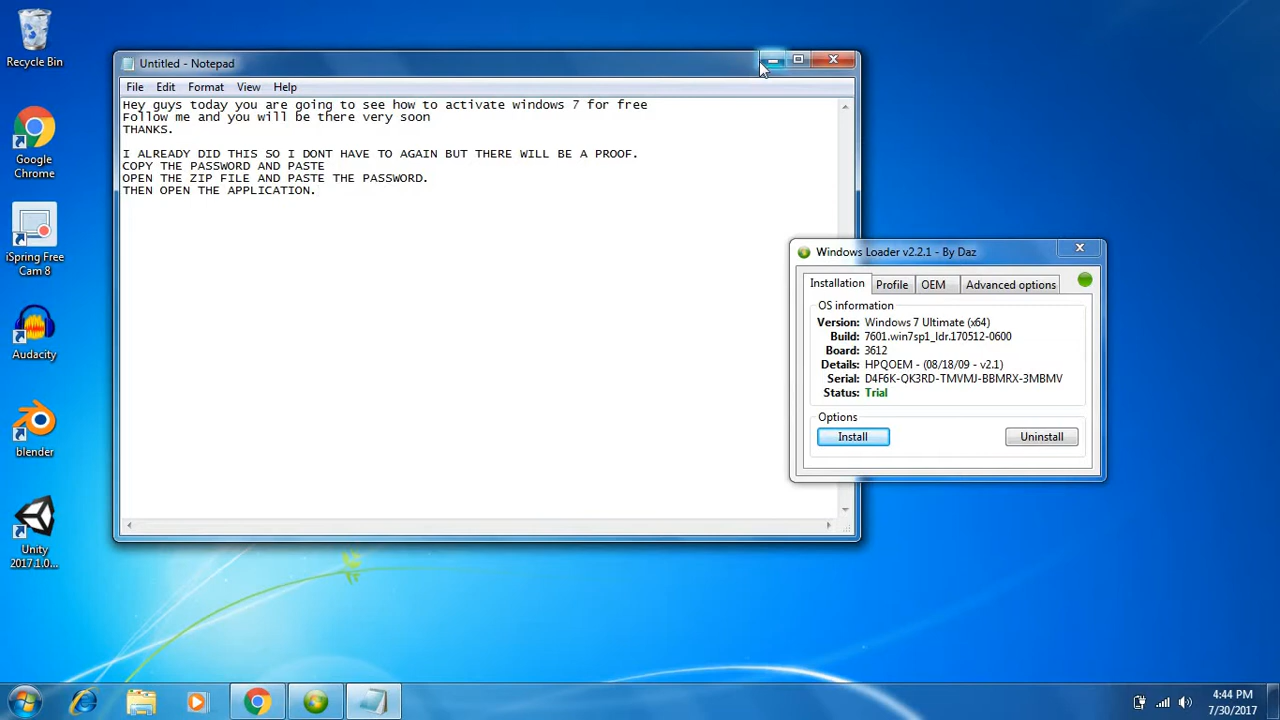 Recycle Bin
Google
Chrome
iSpring Free
Cam 8
Audacity
blender
Unity
2017.1.0...
Untitled - Notepad
File Edit Format View Help
Hey guys today you are going to see how to activate windows 7 for free
Follow me and you will be there very soon
THANKS.
I ALREADY DID THIS SO I DONT HAVE TO AGAIN BUT THERE WILL BE A PROOF.
COPY THE PASSWORD AND PASTE
OPEN THE ZIP FILE AND PASTE THE PASSWORD.
THEN OPEN THE APPLICATION.
Windows Loader v2.2.1 - By Daz
Installation Profile OEM Advanced options
OS information
Version: Windows 7 Ultimate (x64)
Build: 7601.win7sp1_ldr.170512-0600
Board: 3612
Details: HPQOEM - (08/18/09 - v2.1)
Serial: D4F6K-QK3RD-TMVMJ-BBMRX-3MBMV
Status: Trial
Options
Install Uninstall
4:44 PM
7/30/2017